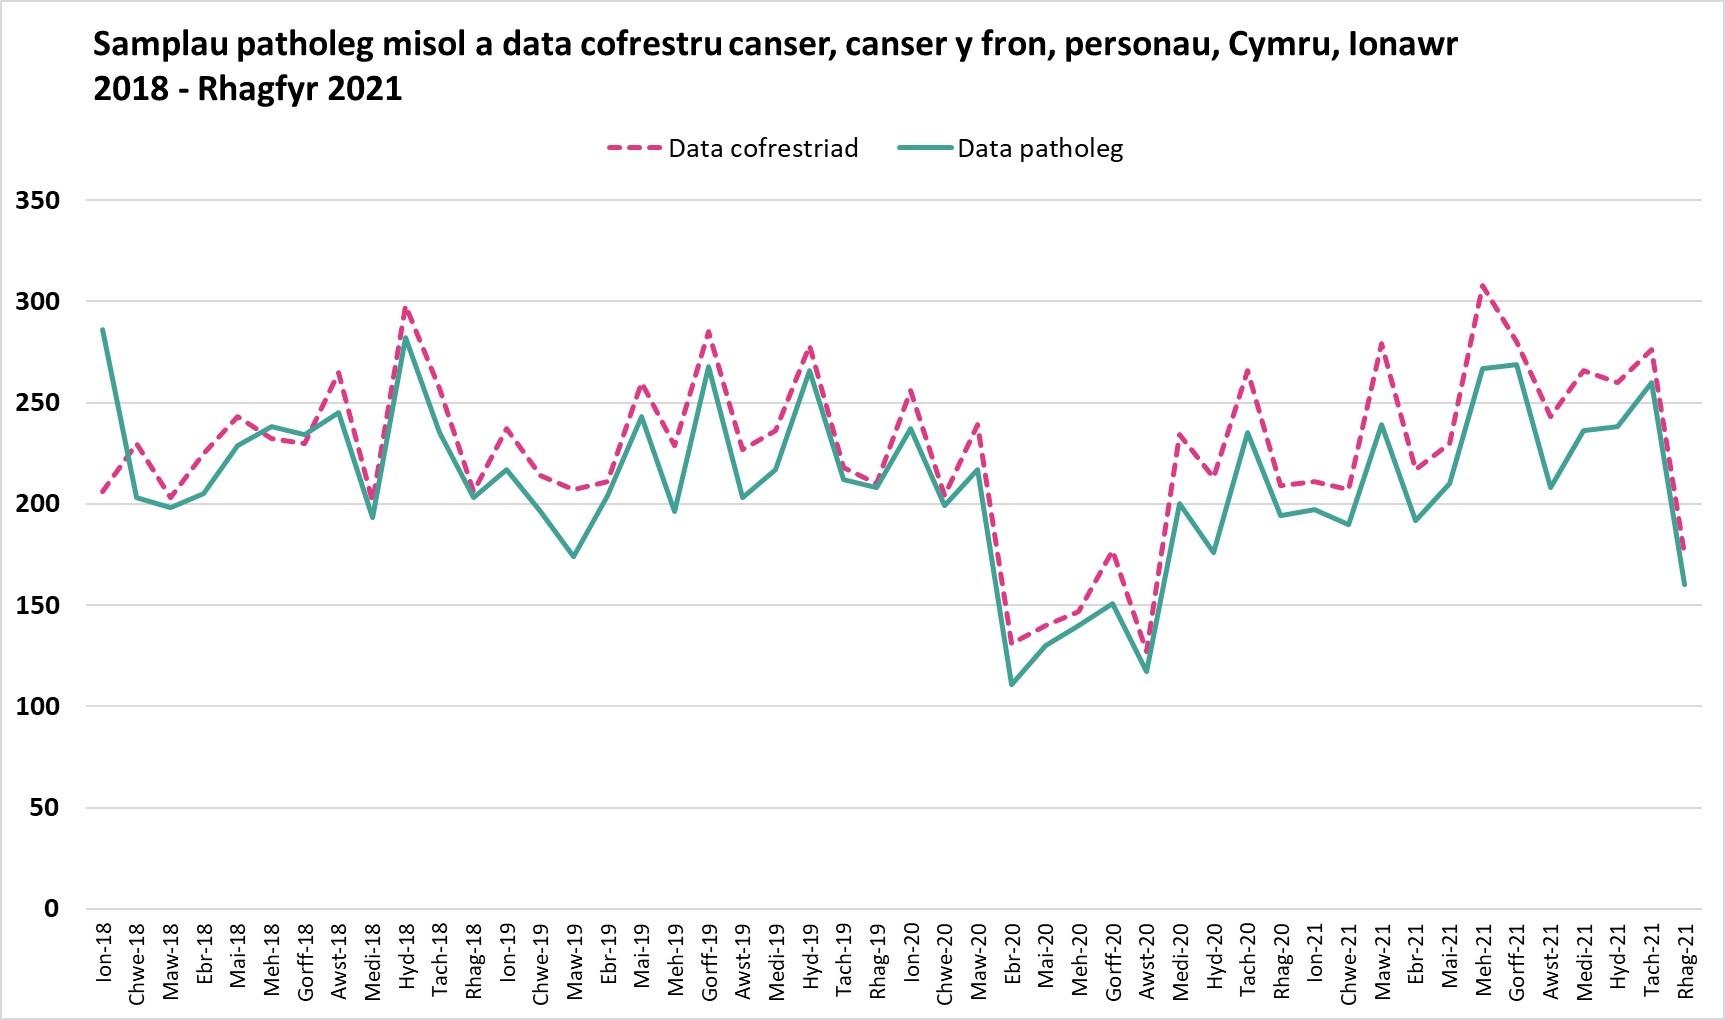 Samplau patholeg misol a data cofrestru canser, canser y fron, personau, Cymru, Ionawr
2018 - Rhagfyr 2021
Data cofrestriad
Data patholeg
350
300
250
200
150
100
50
0
Ion-18
Chwe-18
Maw-18
Ebr-18
Mai-18
Meh-18
Gorff-18
Awst-18
Medi-18
Hyd-18
Tach-18
Rhag-18
Ion-19
Chwe-19
Maw-19
Ebr-19
Mai-19
Meh-19
Gorff-19
Awst-19
Medi-19
Hyd-19
Tach-19
Rhag-19
Ion-20
Chwe-20
Maw-20
Ebr-20
Mai-20
Meh-20
Gorff-20
Awst-20
Medi-20
Hyd-20
Tach-20
Rhag-20
Ion-21
Chwe-21
Maw-21
Ebr-21
Mai-21
Meh-21
Gorff-21
Awst-21
Medi-21
Hyd-21
Tach-21
Rhag-21